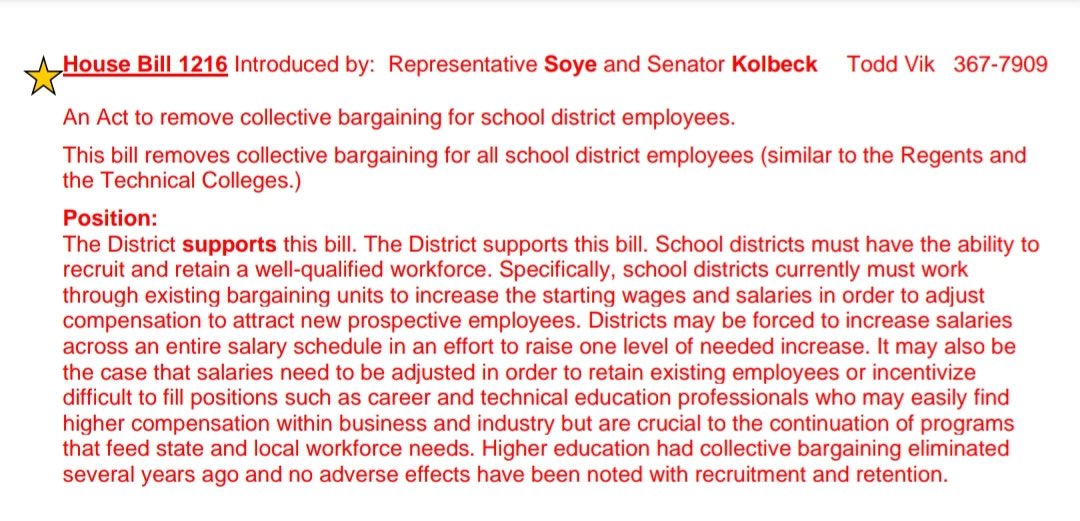 House Bill 1216 Introduced by: Representative Soye and Senator Kolbeck Todd Vik 367-7909
An Act to remove collective bargaining for school district employees.
This bill removes collective bargaining for all school district employees (similar to the Regents and
the Technical Colleges.)
Position:
The District supports this bill. The District supports this bill. School districts must have the ability to
recruit and retain a well-qualified workforce. Specifically, school districts currently must work
through existing bargaining units to increase the starting wages and salaries in order to adjust
compensation to attract new prospective employees. Districts may be forced to increase salaries
across an entire salary schedule in an effort to raise one level of needed increase. It may also be
the case that salaries need to be adjusted in order to retain existing employees or incentivize
difficult to fill positions such as career and technical education professionals who may easily find
higher compensation within business and industry but are crucial to the continuation of programs
that feed state and local workforce needs. Higher education had collective bargaining eliminated
several years ago and no adverse effects have been noted with recruitment and retention.